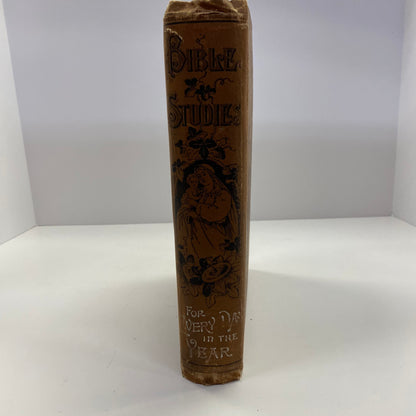 BIBLE
STUDIES
FOR
EVERY DAY
IN THE
YEAR